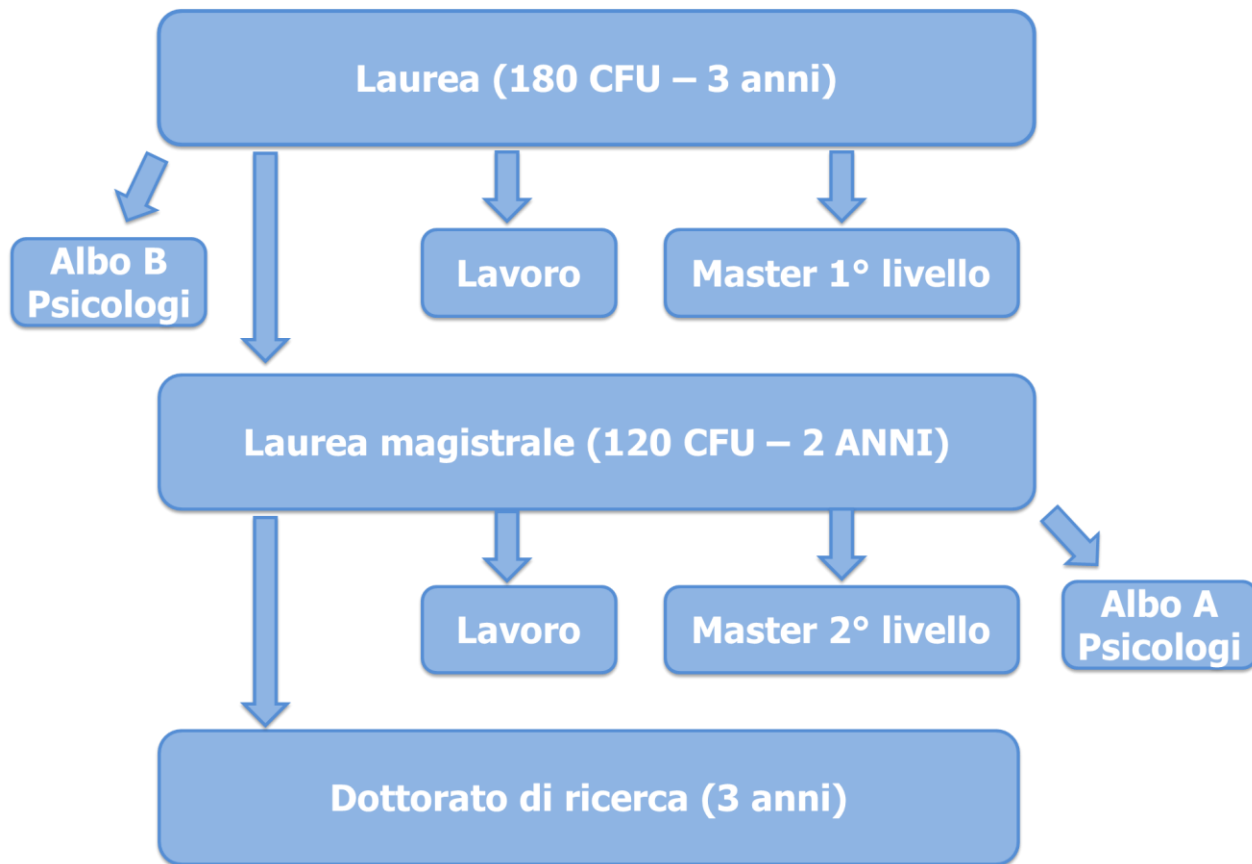 Laurea (180 CFU – 3 anni)
Albo B
Psicologi
Lavoro
Master 1° livello
Laurea magistrale (120 CFU – 2 ANNI)
Lavoro
Master 2° livello
Albo A
Psicologi
Dottorato di ricerca (3 anni)